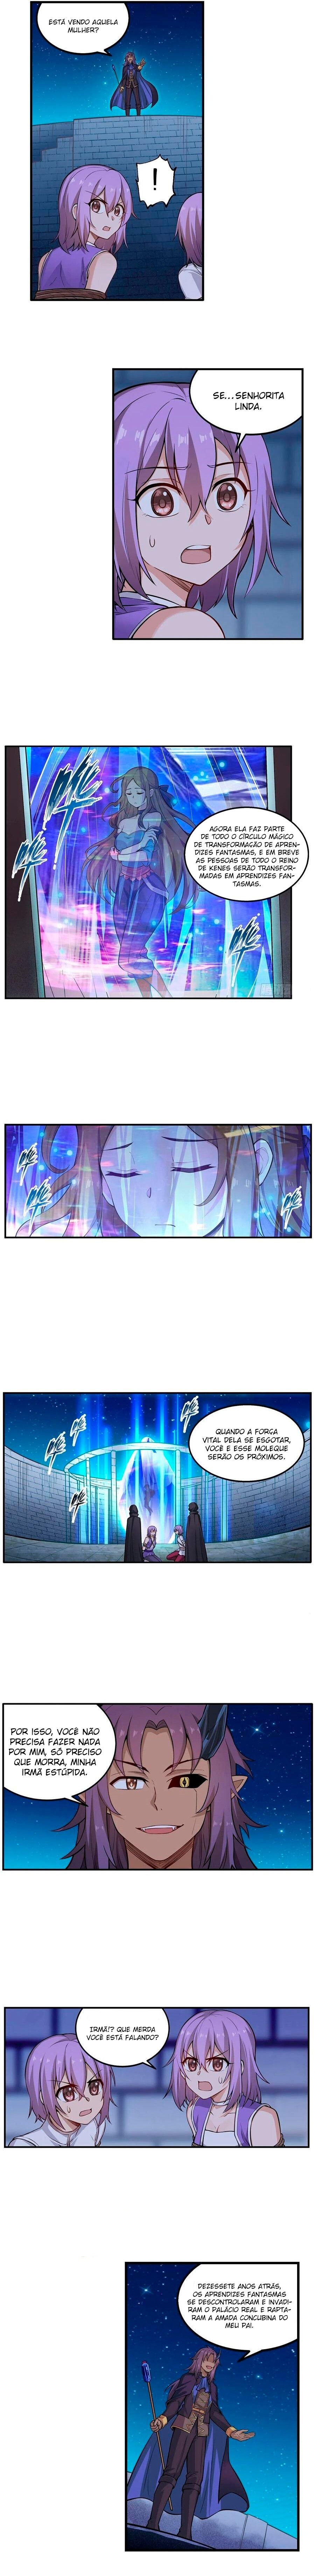 ESTÁ VENDO AQUELA
MULHER?
!
SE...SENHORITA
LINDA.
AGORA ELA FAZ PARTE
DE TODO O CÍRCULO MÁGICO
DE TRANSFORMAÇÃO DE APREN-
DIZES FANTASMAS, E EM BREVE
AS PESSOAS DE TODO O REINO
DE KENES SERÃO TRANSFOR-
MADAS EM APRENDIZES FAN-
TASMAS.
QUANDO A FORÇA
VITAL DELA SE ESGOTAR,
VOCÊ E ESSE MOLEQUE
SERÃO OS PRÓXIMOS.
POR ISSO, VOCÊ NÃO
PRECISA FAZER NADA
POR MIM, SÓ PRECISO
QUE MORRA, MINHA
IRMÃ ESTÚPIDA.
IRMÃ!? QUE MERDA
VOCÊ ESTÁ FALANDO?
DEZESSETE ANOS ATRÁS,
OS APRENDIZES FANTASMAS
SE DESCONTROLARAM E INVADI-
RAM O PALÁCIO REAL E RAPTA-
RAM A AMADA CONCUBINA DO
MEU PAI.